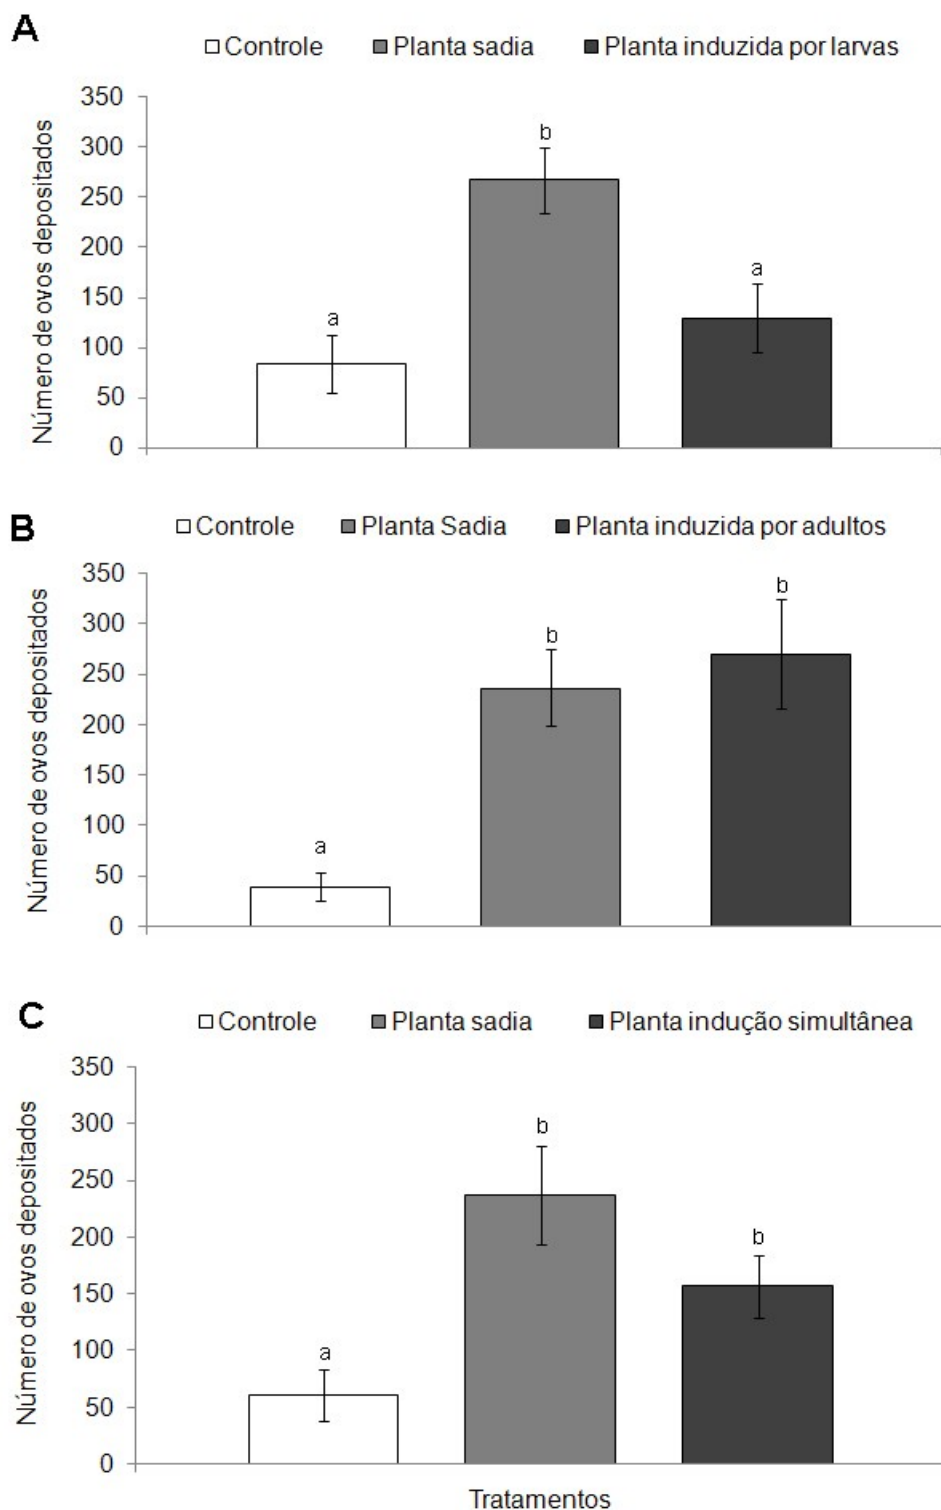 A
Controle Planta sadia Planta induzida por larvas
Número de ovos depositados
350
300
250
200
150
100
50
0
a
b
a
B
Controle Planta Sadia Planta induzida por adultos
Número de ovos depositados
350
300
250
200
150
100
50
0
a
b
b
C
Controle Planta sadia Planta indução simultânea
Número de ovos depositados
350
300
250
200
150
100
50
0
a
b
b
Tratamentos